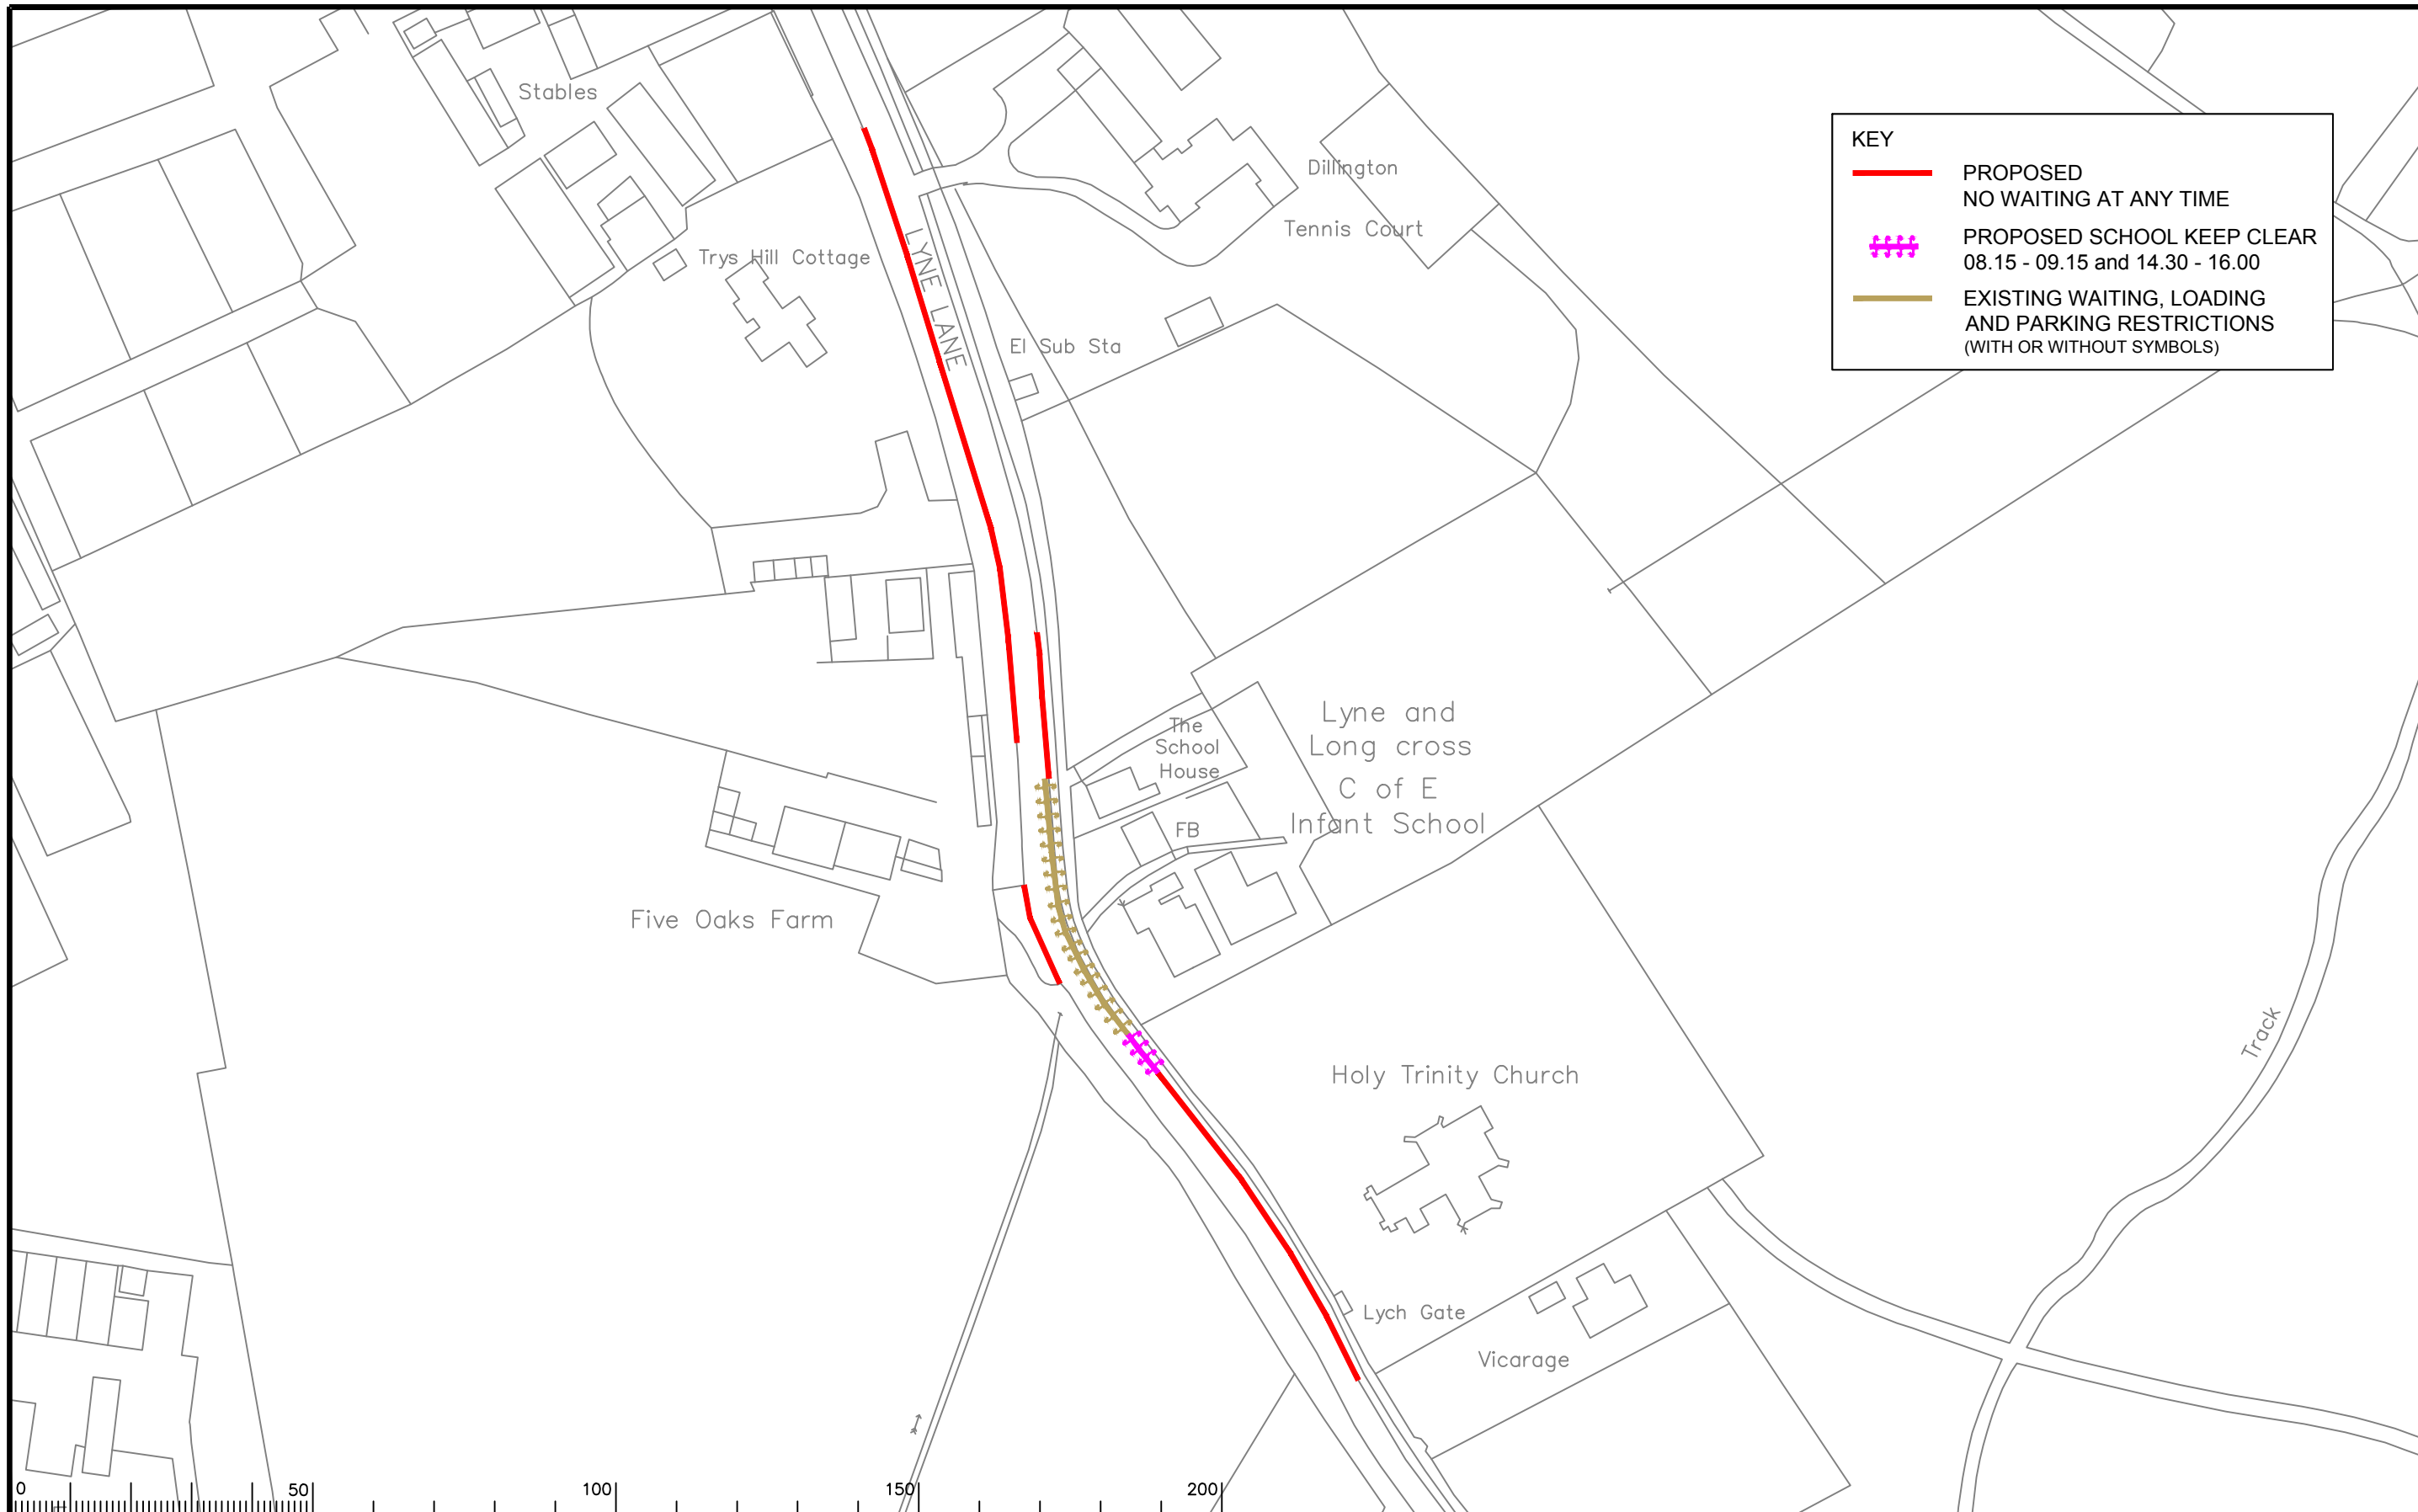 Stables
KEY
PROPOSED
NO WAITING AT ANY TIME
PROPOSED SCHOOL KEEP CLEAR
08.15 - 09.15 and 14.30 - 16.00
EXISTING WAITING, LOADING
AND PARKING RESTRICTIONS
(WITH OR WITHOUT SYMBOLS)
Dillington
Tennis Court
Trys Hill Cottage
LYNE LANE
El Sub Sta
The
School
House
Lyne and
Long cross
C of E
Infant School
FB
Five Oaks Farm
Track
Holy Trinity Church
Lych Gate
Vicarage
0
50
100
150
200